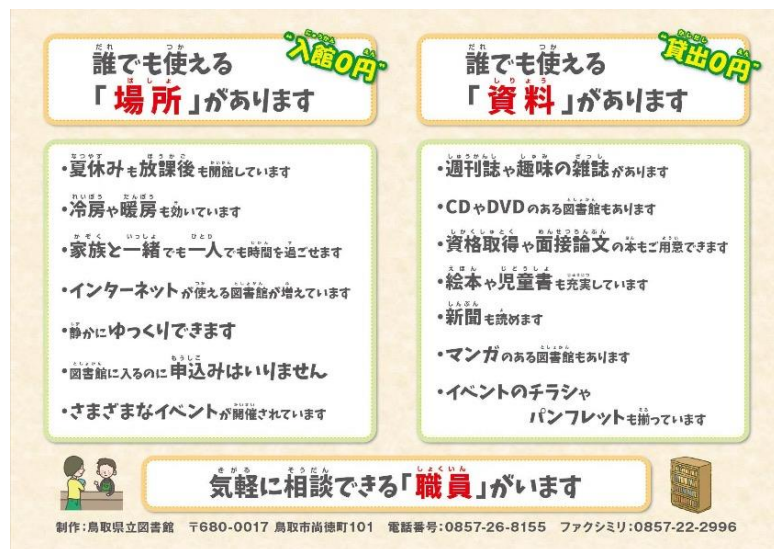 誰でも使える
「場所」があります
“入館0円”
・夏休みも放課後も開館しています
・冷房や暖房も効いています
・家族と一緒でも一人でも時間を過ごせます
・インターネットが使える図書館が増えています
・静かにゆっくりできます
・図書館に入るのに申込みはいりません
・さまざまなイベントが開催されています
誰でも使える
「資料」があります
“貸出0円”
・週刊誌や趣味の雑誌があります
・CDやDVDのある図書館もあります
・資格取得や面接論文の本もご用意できます
・絵本や児童書も充実しています
・新聞も読めます
・マンガのある図書館もあります
・イベントのチラシや
パンフレットも揃っています
気軽に相談できる「職員」がいます
制作:鳥取県立図書館 〒680-0017 鳥取市尚徳町101 電話番号:0857-26-8155 ファクシミリ:0857-22-2996